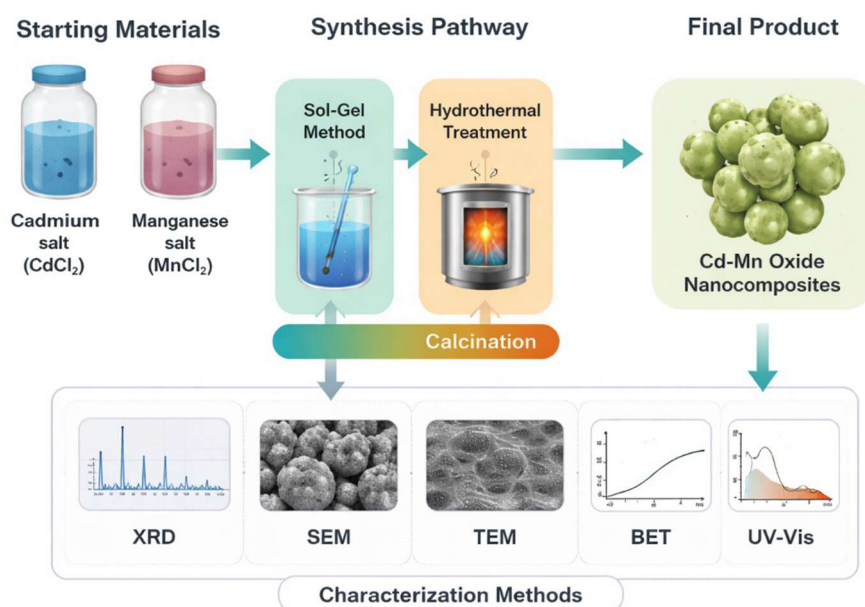 Starting Materials
Synthesis Pathway
Final Product
Sol-Gel
Method
Hydrothermal
Treatment
Cadmium
salt
(CdCl₂)
Manganese
salt
(MnCl₂)
Cd-Mn Oxide
Nanocomposites
Calcination
XRD
SEM
TEM
BET
UV-Vis
Characterization Methods